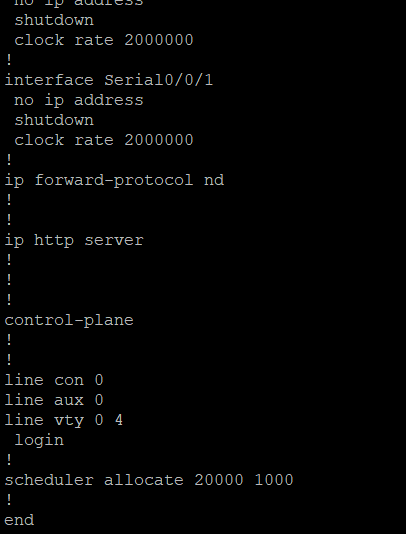 no ip address
 shutdown
 clock rate 2000000
!
interface Serial0/0/1
 no ip address
 shutdown
 clock rate 2000000
!
ip forward-protocol nd
!
!
ip http server
!
!
!
control-plane
!
!
line con 0
line aux 0
line vty 0 4
 login
!
scheduler allocate 20000 1000
!
end